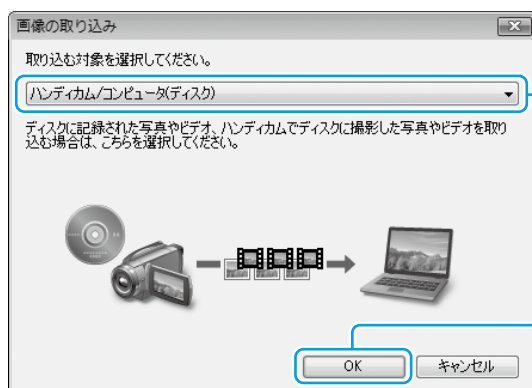 画像の取り込み
取り込む対象を選択してください。
ハンディカム/コンピュータ(ディスク)
ディスクに記録された写真やビデオ、ハンディカムでディスクに撮影した写真やビデオを取り
込む場合は、こちらを選択してください。
OK
キャンセル